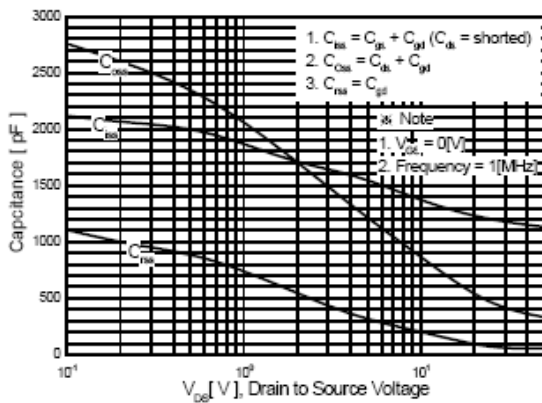 3000
2500
2000
1500
1000
500
0
Capcitance [ pF]
Coss
Ciss
Crss
1. Ciss = Cgs + Cgd (Cds = shorted)
2. COss = Cds + Cgd
3. Crss = Cgd
※ Note
1. VGS = 0[V]
2. Frequency = 1[MHz]
10-1
100
101
VDS[ V], Drain to Source Voltage